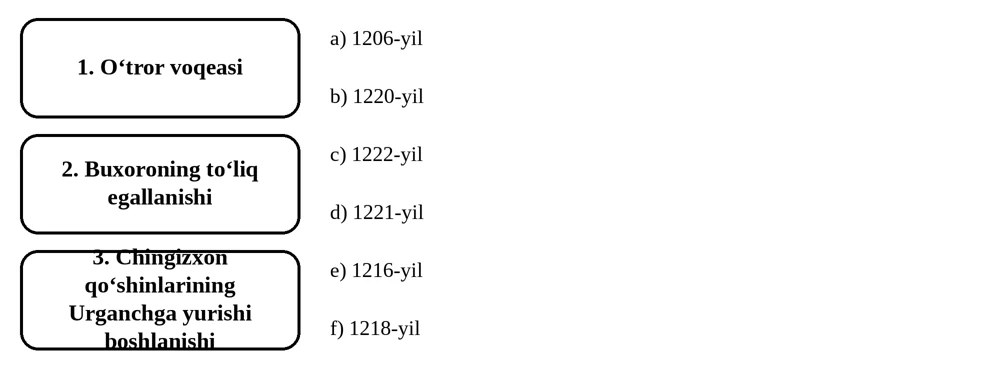 1. O‘tror voqeasi
2. Buxoroning to‘liq
egallanishi
3. Chingizxon
qo‘shinlarining
Urganchga yurishi
boshlanishi
a) 1206-yil
b) 1220-yil
c) 1222-yil
d) 1221-yil
e) 1216-yil
f) 1218-yil